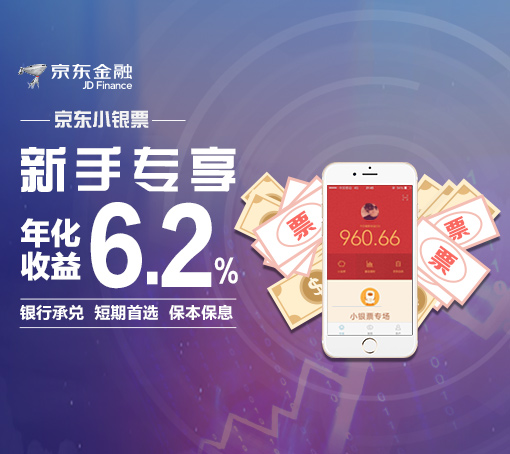 京东金融
JD Finance
京东小银票
新手专享
年化
收益
6.2%
银行承兑 短期首选 保本保息
票
票
票
960.66
小银票专场